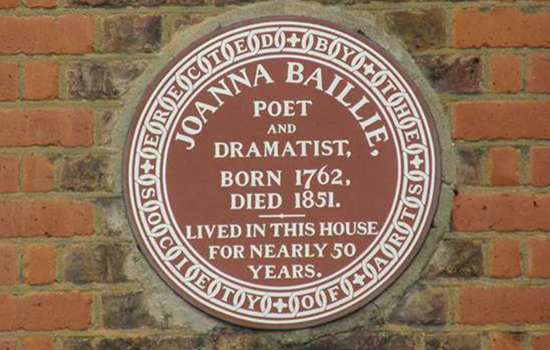 ERECTED BY THE
SOCIETY OF ARTS
JOANNA BAILLIE,
POET
AND
DRAMATIST,
BORN 1762,
DIED 1851.
LIVED IN THIS HOUSE
FOR NEARLY 50
YEARS.